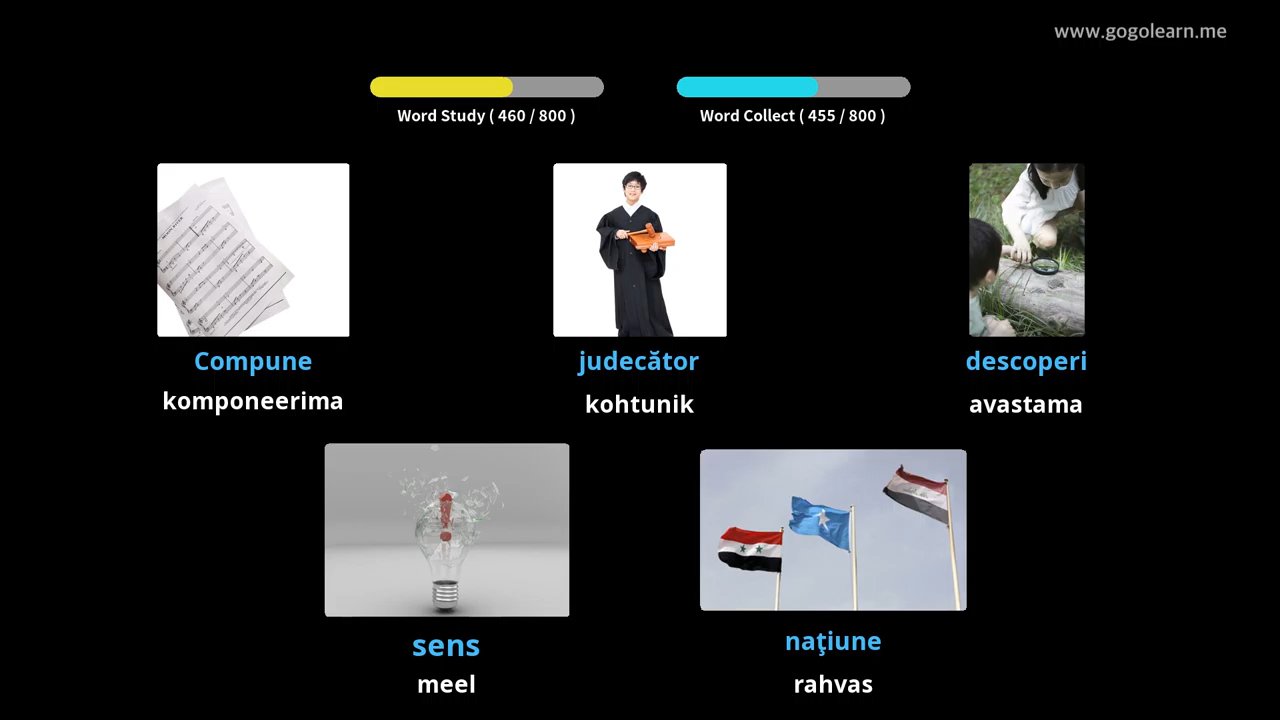 www.gogolearn.me
Word Study ( 460 / 800 )
Word Collect ( 455 / 800 )
Compune
judecător
descoperi
komponeerima
kohtunik
avastama
sens
naţiune
meel
rahvas